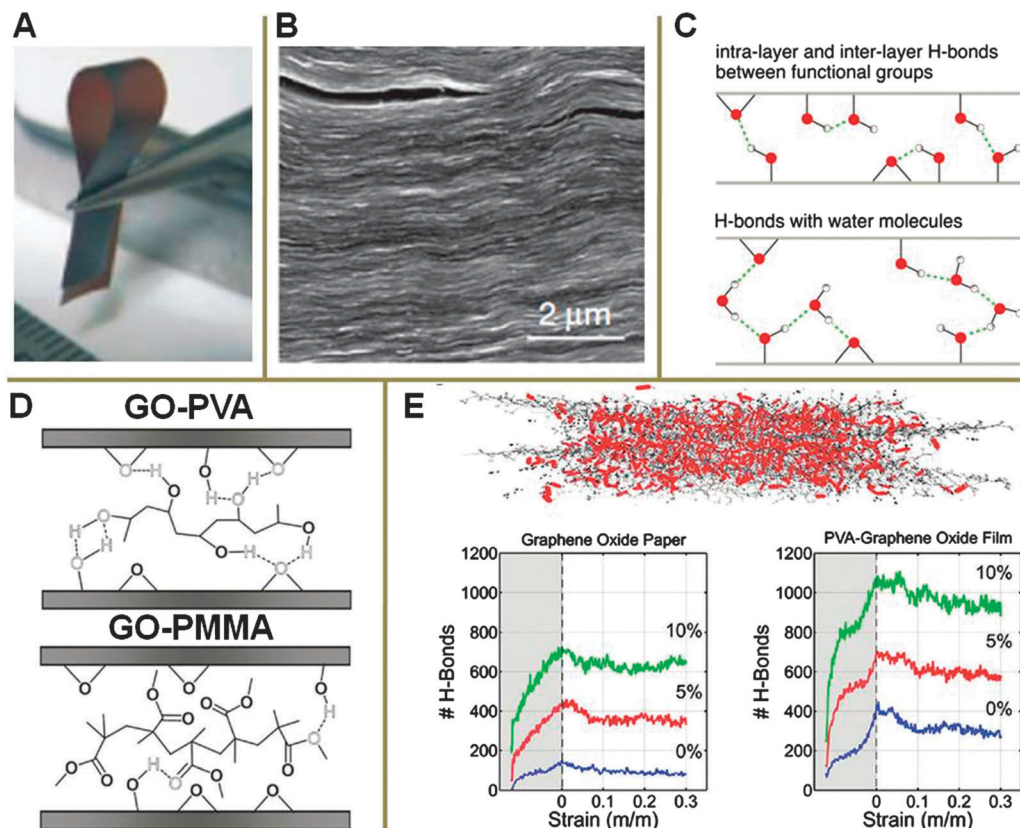 A
B
2 μm
C
intra-layer and inter-layer H-bonds
between functional groups
H-bonds with water molecules
D
GO-PVA
O H O O H
O
H O H O
H O O
O H H
O O O
GO-PMMA
O O O
O O O H
O O O
O
H O
O O O O
E
Graphene Oxide Paper
# H-Bonds
1200
1000
800
600
400
200
0
10%
5%
0%
0 0.1 0.2 0.3
Strain (m/m)
PVA-Graphene Oxide Film
# H-Bonds
1200
1000
800
600
400
200
0
10%
5%
0%
0 0.1 0.2 0.3
Strain (m/m)